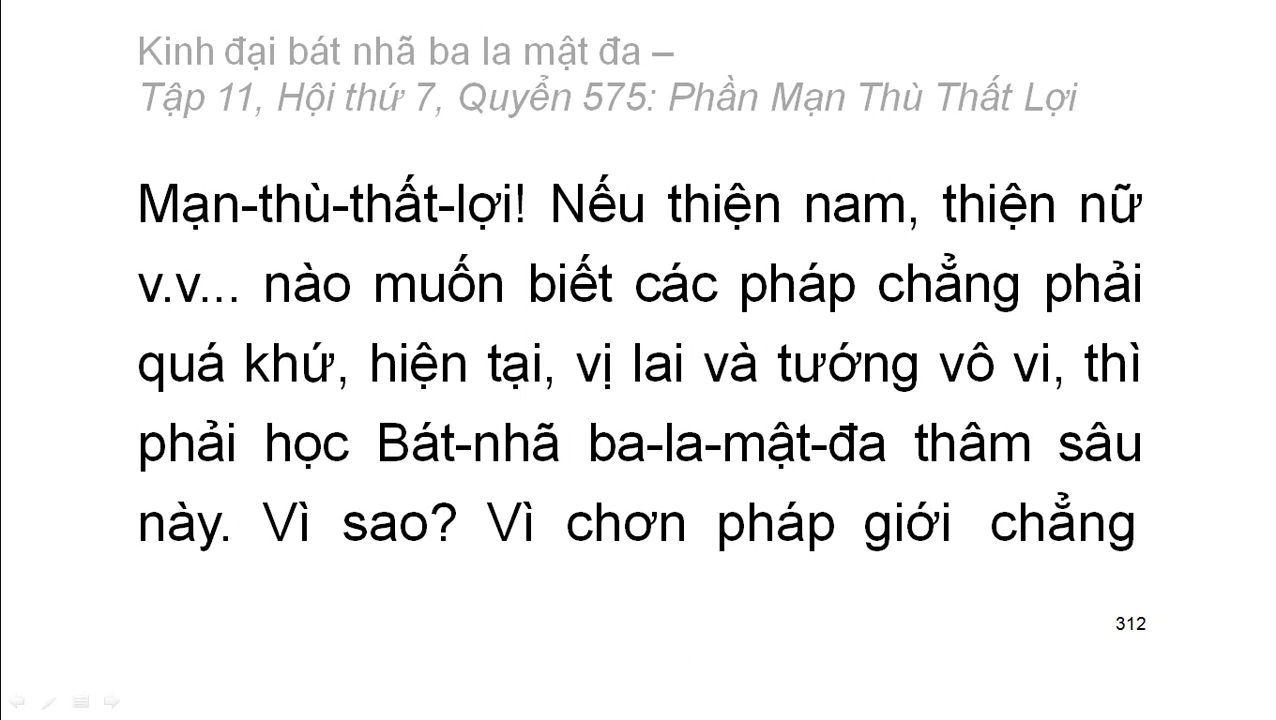 Kinh đại bát nhã ba la mật đa –
Tập 11, Hội thứ 7, Quyển 575: Phần Mạn Thù Thất Lợi
Mạn-thù-thất-lợi! Nếu thiện nam, thiện nữ
v.v... nào muốn biết các pháp chẳng phải
quá khứ, hiện tại, vị lai và tướng vô vi, thì
phải học Bát-nhã ba-la-mật-đa thâm sâu
này. Vì sao? Vì chơn pháp giới chẳng
312